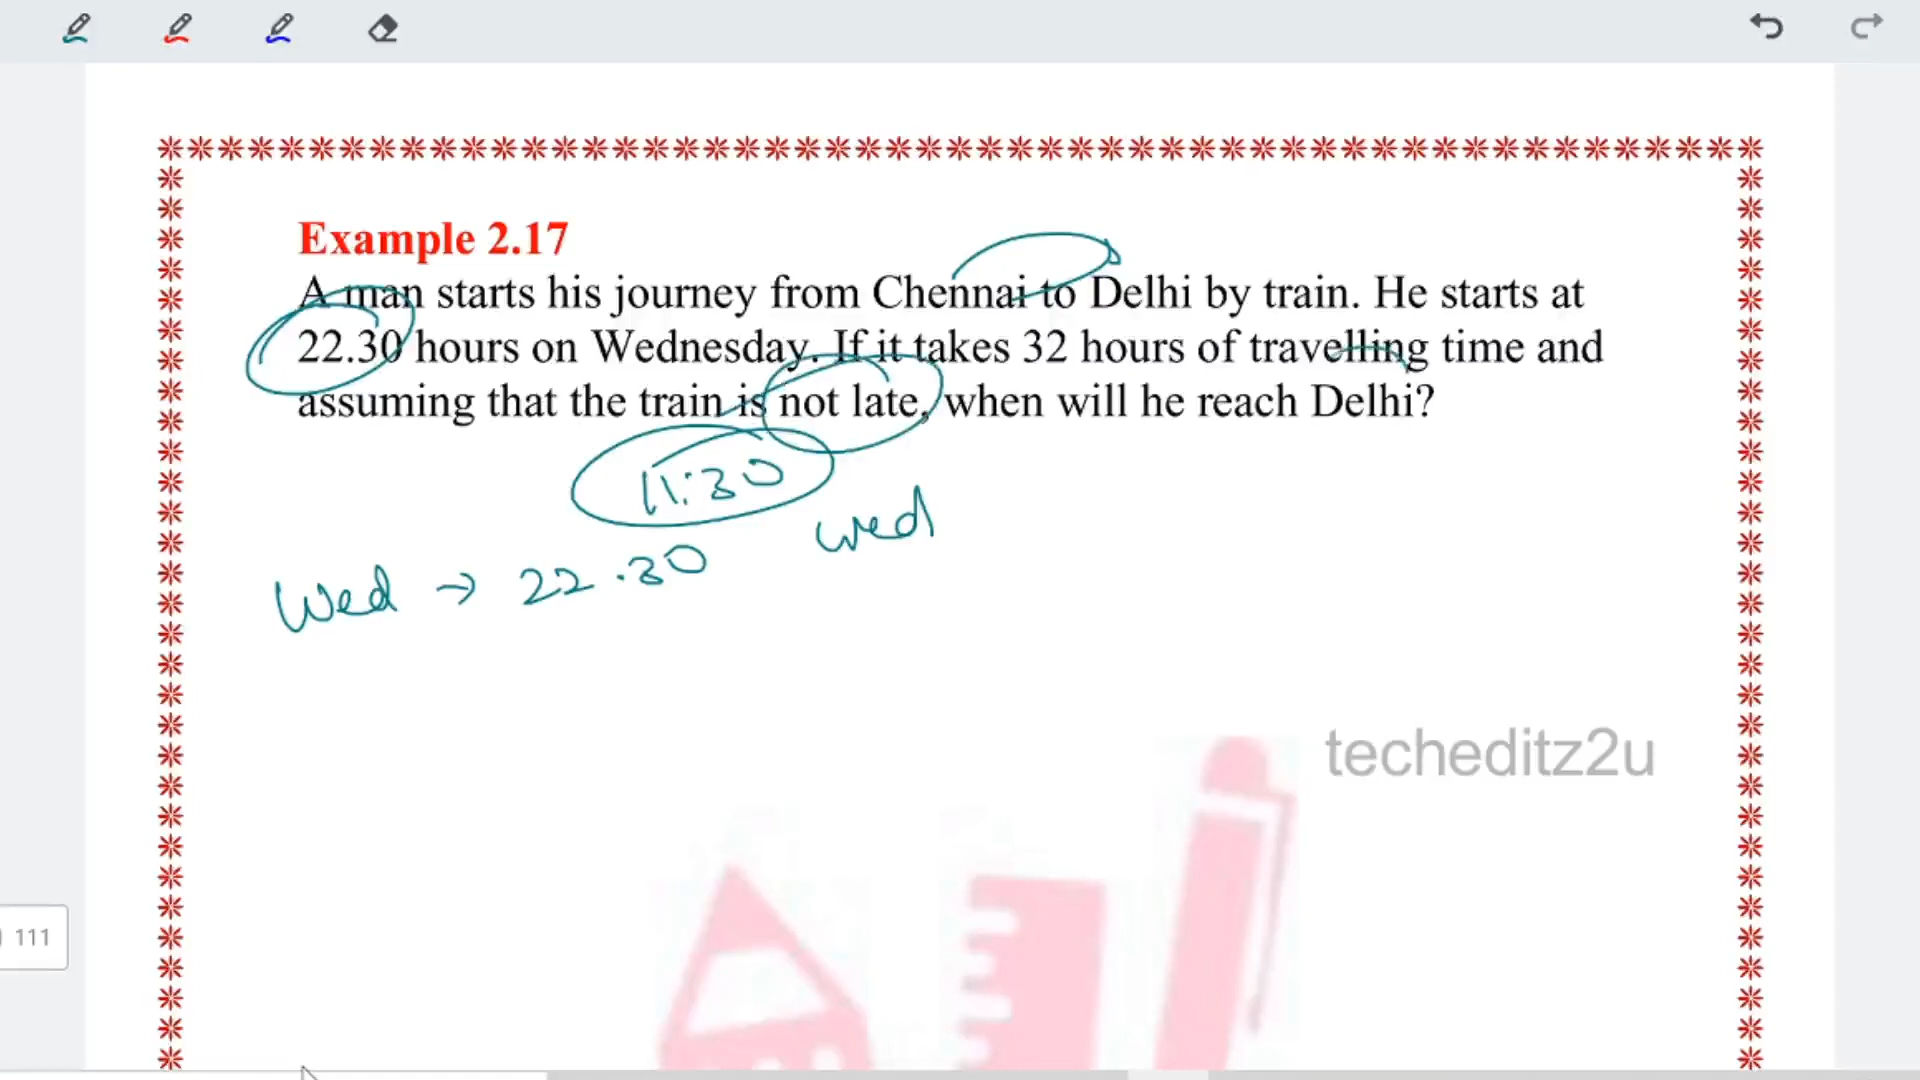 Example 2.17
A man starts his journey from Chennai to Delhi by train. He starts at
22.30 hours on Wednesday. If it takes 32 hours of travelling time and
assuming that the train is not late, when will he reach Delhi?
11:30
wed
Wed → 22.30
techeditz2u
111